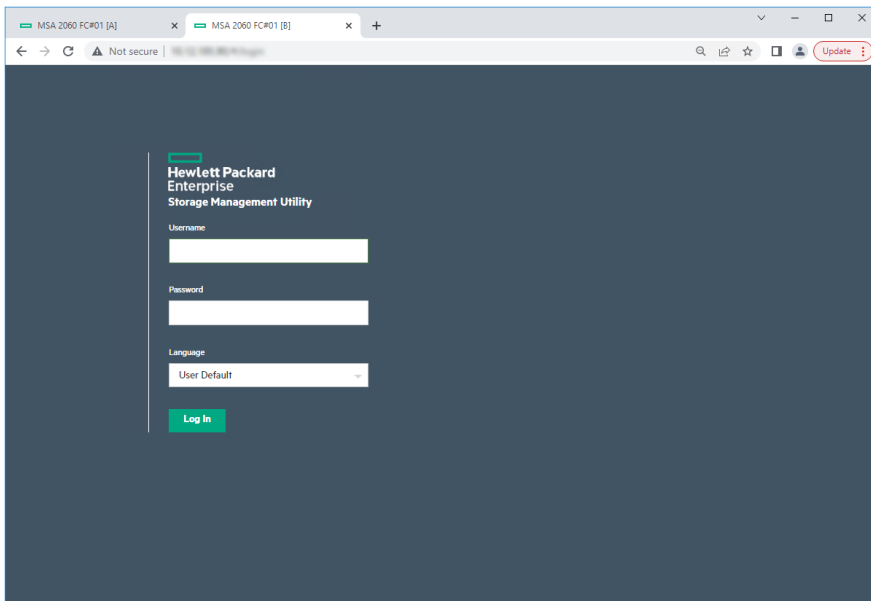 MSA 2060 FC#01 [A]
MSA 2060 FC#01 [B]
Not secure
Update
Hewlett Packard
Enterprise
Storage Management Utility
Username
Password
Language
User Default
Log In